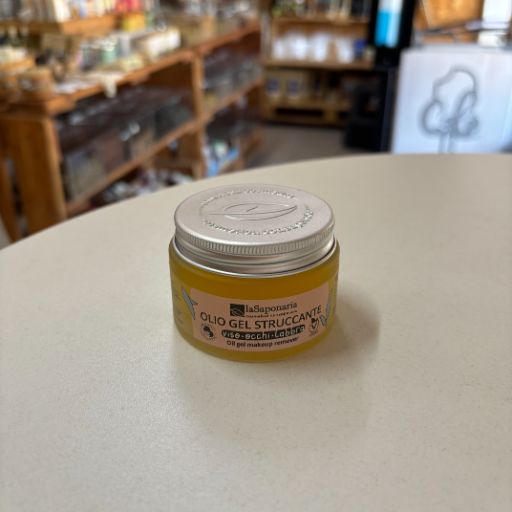 laSaponaria
OLIO GEL STRUCCANTE
viso-occhi-labbra
Oil gel makeup remover